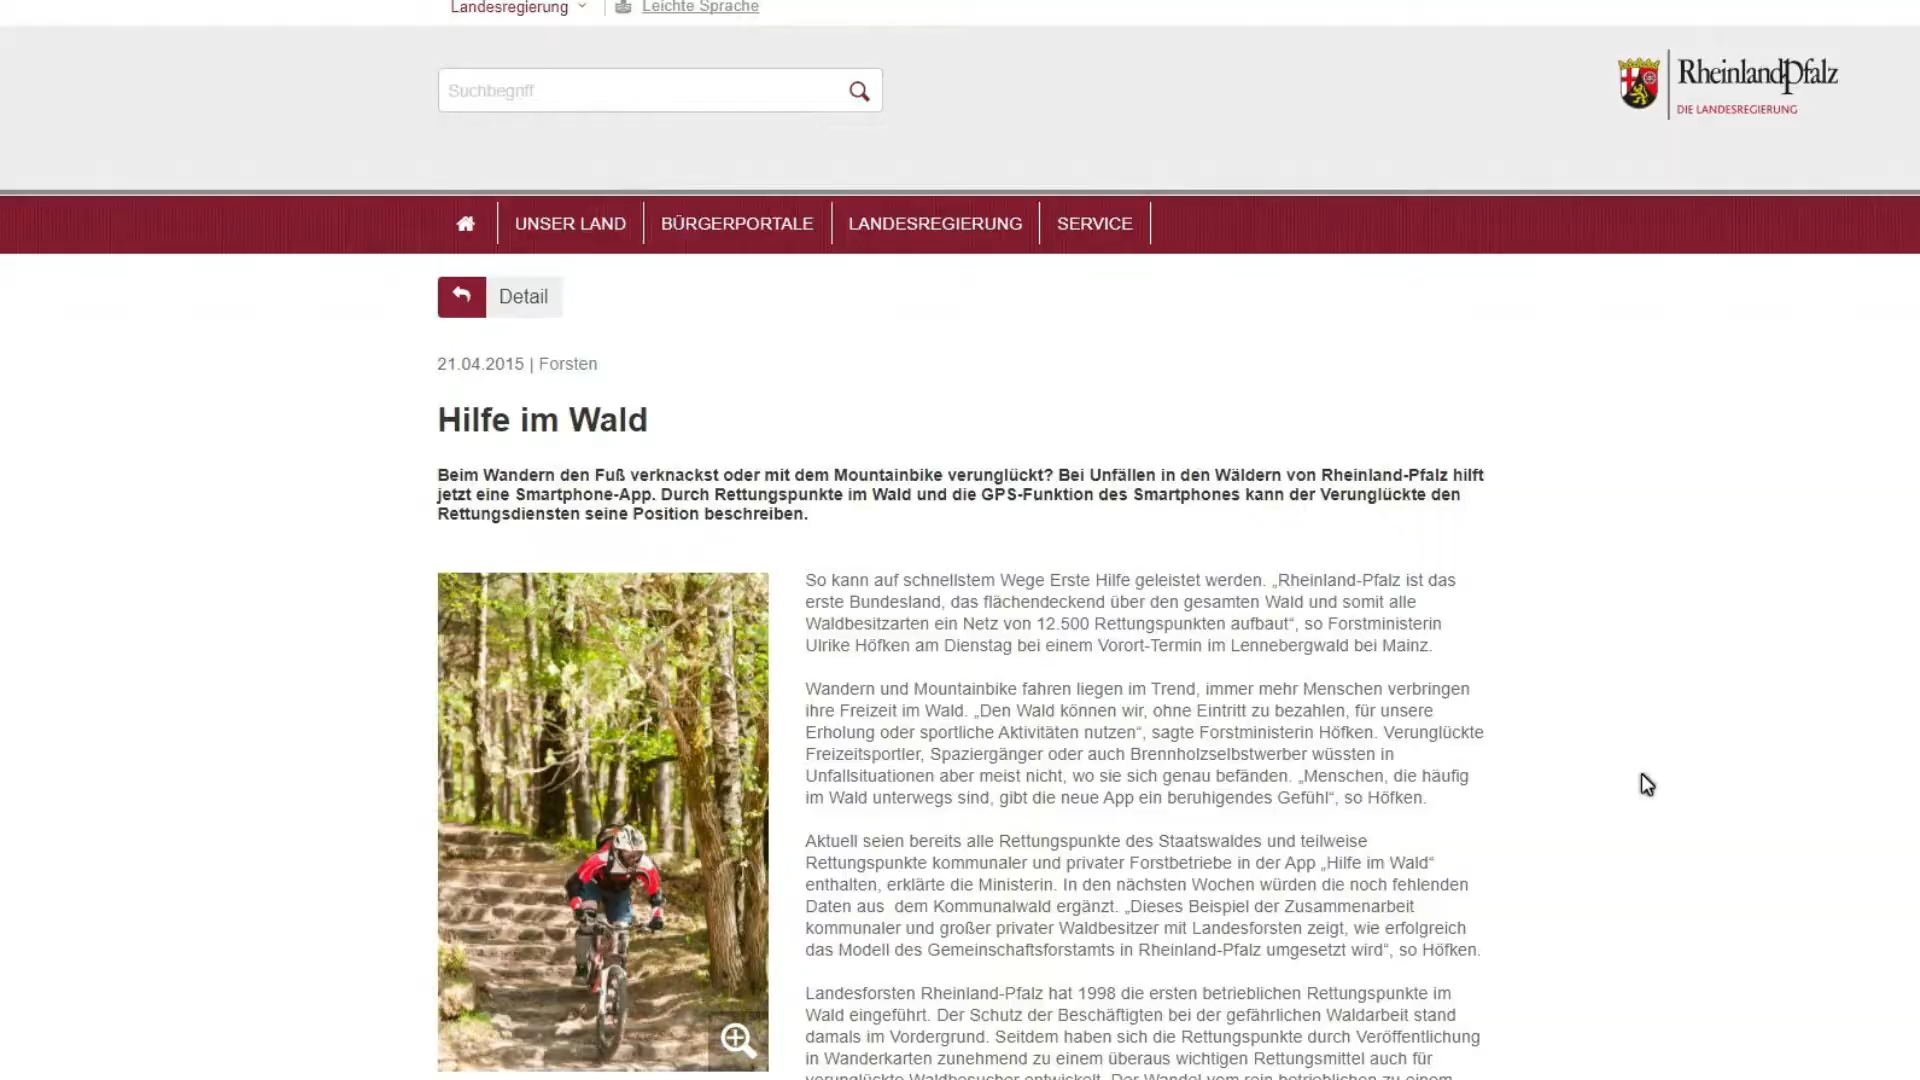 Landesregierung
Leichte Sprache
Suchbegriff
RheinlandPfalz
DIE LANDESREGIERUNG
UNSER LAND
BÜRGERPORTALE
LANDESREGIERUNG
SERVICE
Detail
21.04.2015 | Forsten
Hilfe im Wald
Beim Wandern den Fuß verknackst oder mit dem Mountainbike verunglückt? Bei Unfällen in den Wäldern von Rheinland-Pfalz hilft
jetzt eine Smartphone-App. Durch Rettungspunkte im Wald und die GPS-Funktion des Smartphones kann der Verunglückte den
Rettungsdiensten seine Position beschreiben.
So kann auf schnellstem Wege Erste Hilfe geleistet werden. „Rheinland-Pfalz ist das
erste Bundesland, das flächendeckend über den gesamten Wald und somit alle
Waldbesitzarten ein Netz von 12.500 Rettungspunkten aufbaut“, so Forstministerin
Ulrike Höfken am Dienstag bei einem Vorort-Termin im Lennebergwald bei Mainz.
Wandern und Mountainbike fahren liegen im Trend, immer mehr Menschen verbringen
ihre Freizeit im Wald. „Den Wald können wir, ohne Eintritt zu bezahlen, für unsere
Erholung oder sportliche Aktivitäten nutzen“, sagte Forstministerin Höfken. Verunglückte
Freizeitsportler, Spaziergänger oder auch Brennholzselbstwerber wüssten in
Unfallsituationen aber meist nicht, wo sie sich genau befänden. „Menschen, die häufig
im Wald unterwegs sind, gibt die neue App ein beruhigendes Gefühl“, so Höfken.
Aktuell seien bereits alle Rettungspunkte des Staatswaldes und teilweise
Rettungspunkte kommunaler und privater Forstbetriebe in der App „Hilfe im Wald“
enthalten, erklärte die Ministerin. In den nächsten Wochen würden die noch fehlenden
Daten aus dem Kommunalwald ergänzt. „Dieses Beispiel der Zusammenarbeit
kommunaler und großer privater Waldbesitzer mit Landesforsten zeigt, wie erfolgreich
das Modell des Gemeinschaftsforstamts in Rheinland-Pfalz umgesetzt wird“, so Höfken.
Landesforsten Rheinland-Pfalz hat 1998 die ersten betrieblichen Rettungspunkte im
Wald eingeführt. Der Schutz der Beschäftigten bei der gefährlichen Waldarbeit stand
damals im Vordergrund. Seitdem haben sich die Rettungspunkte durch Veröffentlichung
in Wanderkarten zunehmend zu einem überaus wichtigen Rettungsmittel auch für
verunglückte Waldbesucher entwickelt. Der Wandel vom rein betrieblichen zu einem